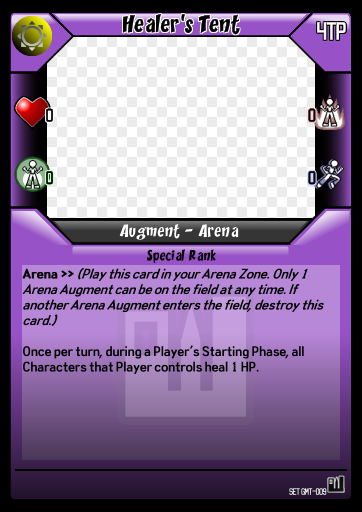 Healer's Tent
4TP
0
0
0
0
Augment - Arena
Special Rank
Arena >> (Play this card in your Arena Zone. Only 1
Arena Augment can be on the field at any time. If
another Arena Augment enters the field, destroy this
card.)
Once per turn, during a Player's Starting Phase, all
Characters that Player controls heal 1 HP.
SET GMT-009